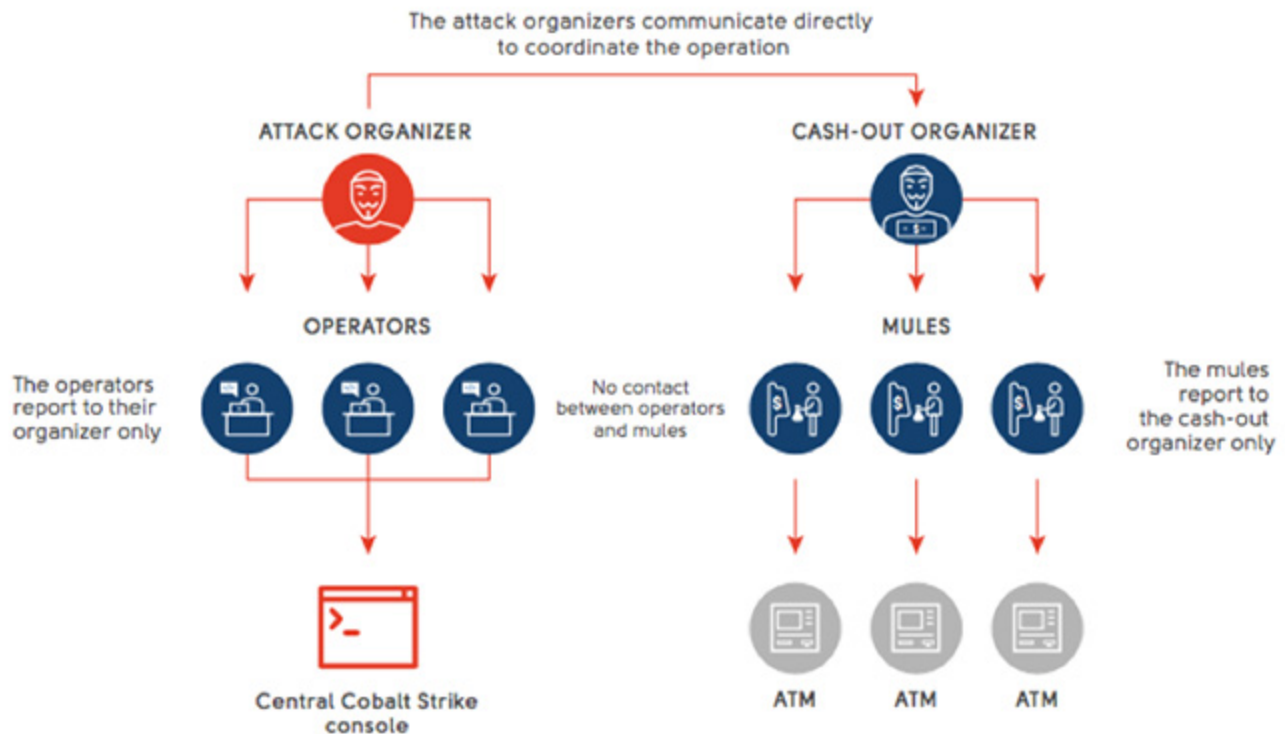 The attack organizers communicate directly
to coordinate the operation
ATTACK ORGANIZER
CASH-OUT ORGANIZER
$
OPERATORS
MULES
The operators
report to their
organizer only
No contact
between operators
and mules
$
$
$
The mules
report to
the cash-out
organizer only
>_
Central Cobalt Strike
console
ATM
ATM
ATM